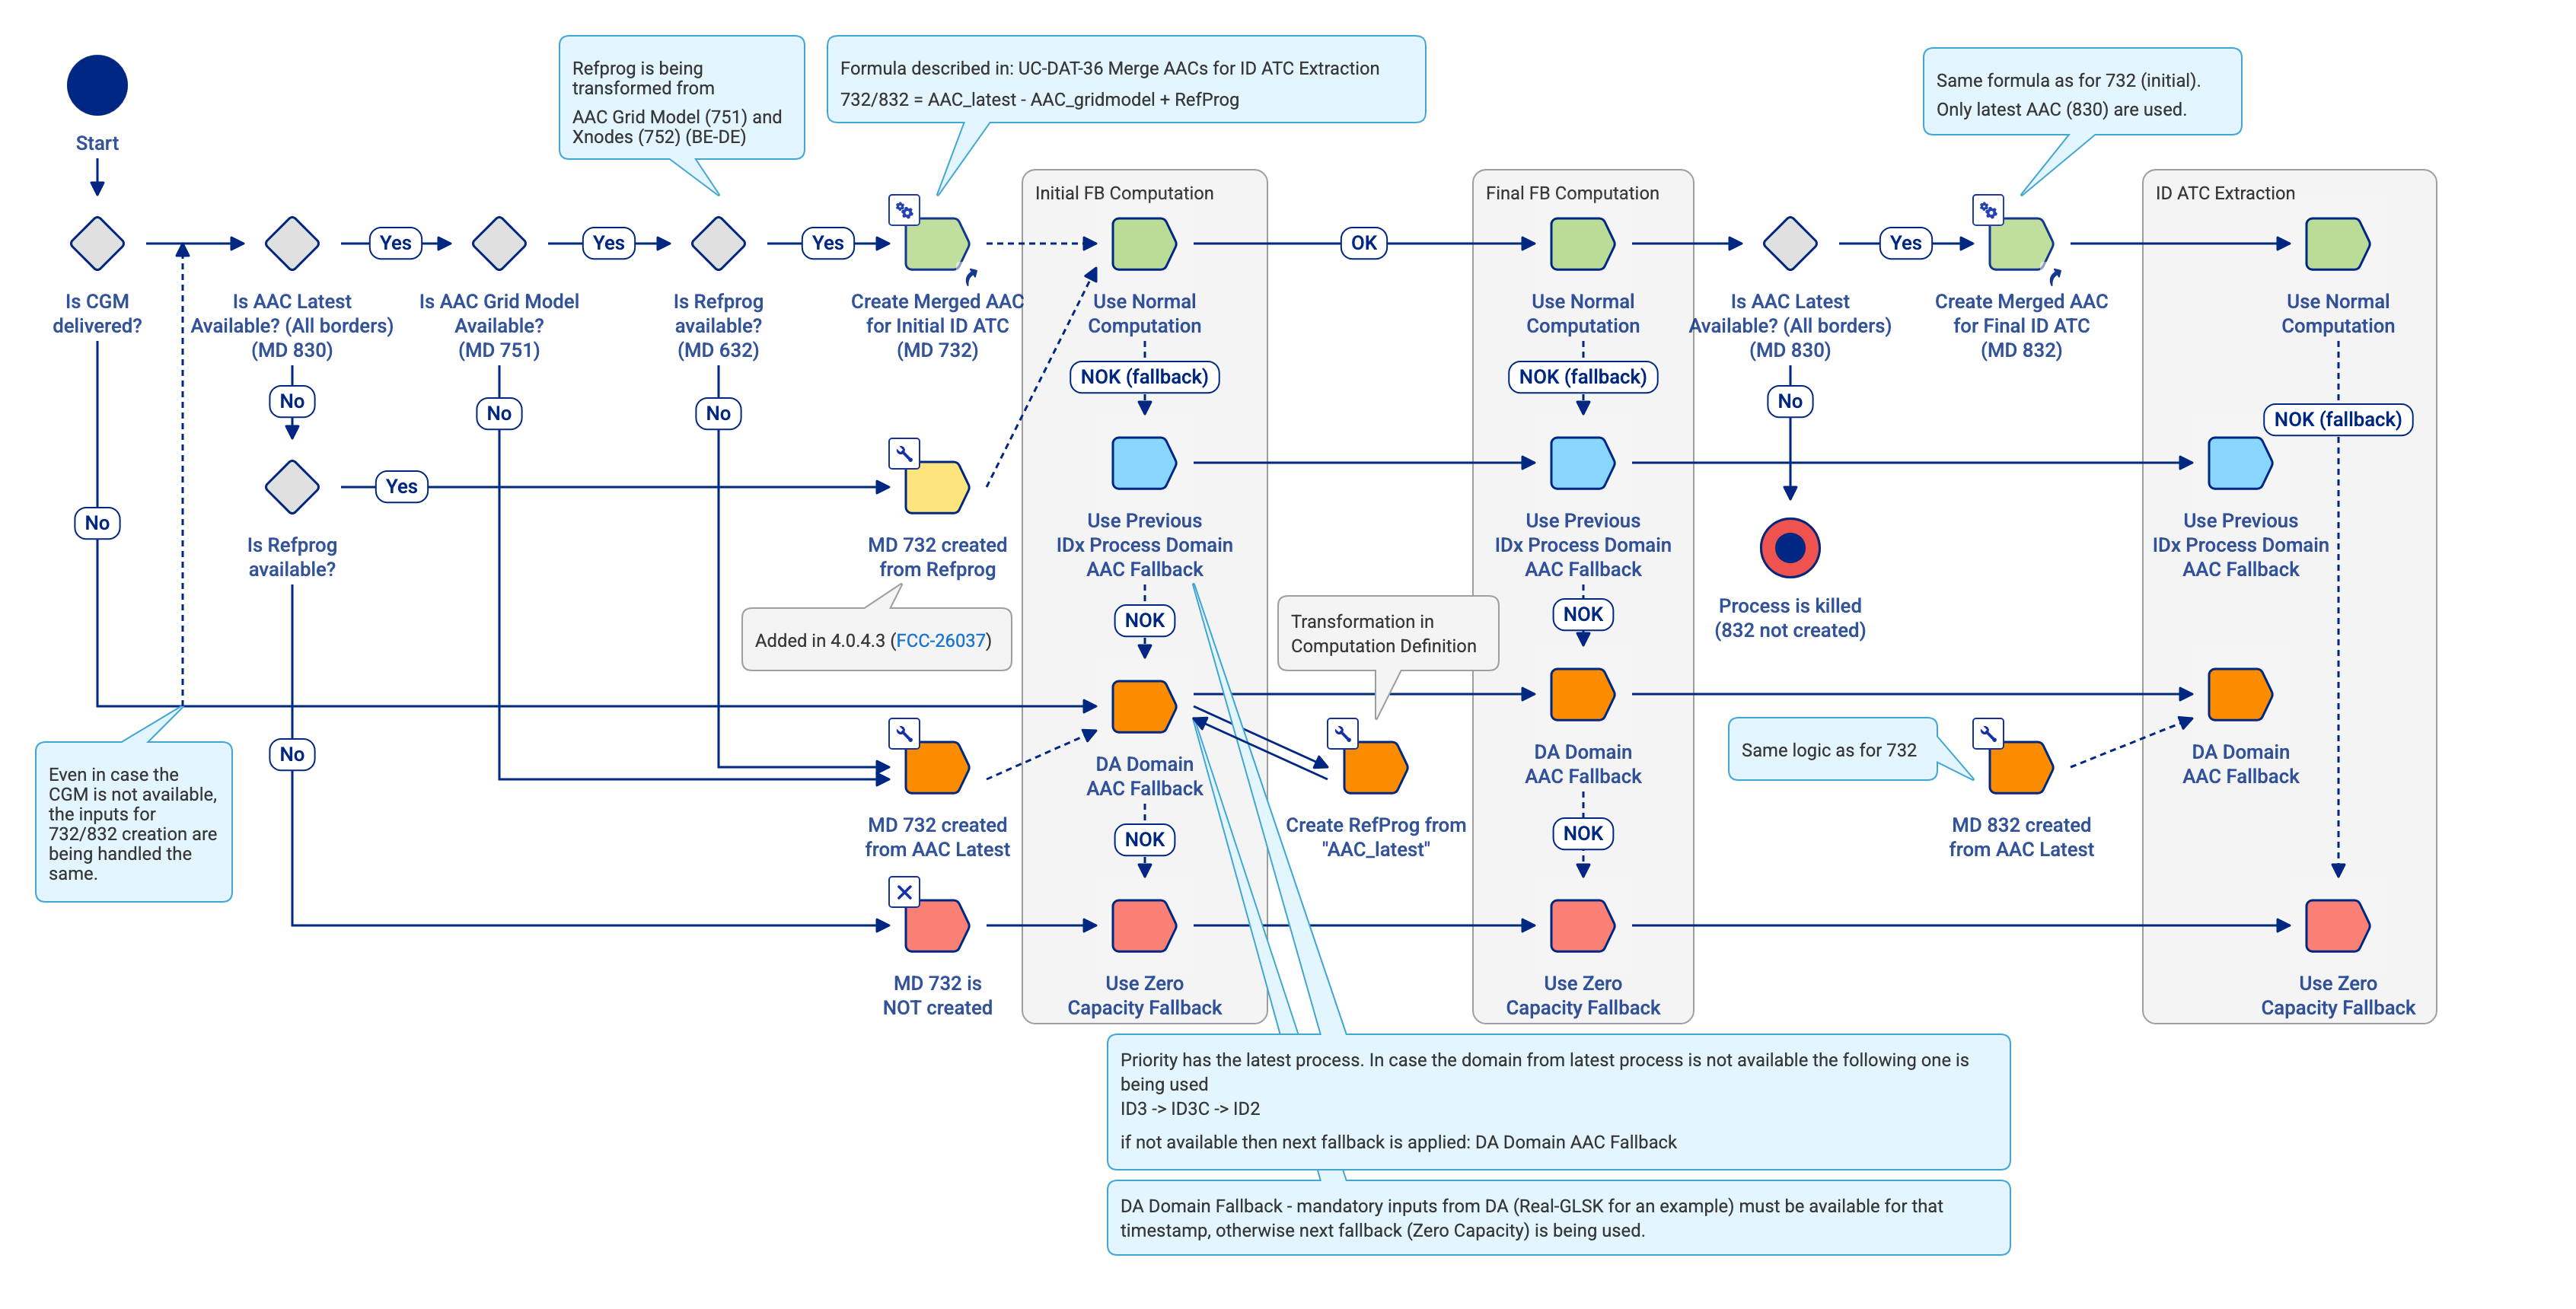 Start
Refprog is being
transformed from
AAC Grid Model (751) and
Xnodes (752) (BE-DE)
Formula described in: UC-DAT-36 Merge AACs for ID ATC Extraction
732/832 = AAC_latest - AAC_gridmodel + RefProg
Same formula as for 732 (initial).
Only latest AAC (830) are used.
Initial FB Computation
Final FB Computation
ID ATC Extraction
Yes
Yes
Yes
OK
Yes
Is CGM
delivered?
Is AAC Latest
Available? (All borders)
(MD 830)
Is AAC Grid Model
Available?
(MD 751)
Is Refprog
available?
(MD 632)
Create Merged AAC
for Initial ID ATC
(MD 732)
Use Normal
Computation
Use Normal
Computation
Is AAC Latest
Available? (All borders)
(MD 830)
Create Merged AAC
for Final ID ATC
(MD 832)
Use Normal
Computation
NOK (fallback)
NOK (fallback)
NOK (fallback)
No
No
No
No
No
Yes
Is Refprog
available?
MD 732 created
from Refprog
Use Previous
IDx Process Domain
AAC Fallback
Use Previous
IDx Process Domain
AAC Fallback
Use Previous
IDx Process Domain
AAC Fallback
Process is killed
(832 not created)
Added in 4.0.4.3 (FCC-26037)
NOK
NOK
Transformation in
Computation Definition
No
Even in case the
CGM is not available,
the inputs for
732/832 creation are
being handled the
same.
MD 732 created
from AAC Latest
DA Domain
AAC Fallback
Create RefProg from
"AAC_latest"
DA Domain
AAC Fallback
Same logic as for 732
MD 832 created
from AAC Latest
DA Domain
AAC Fallback
NOK
NOK
MD 732 is
NOT created
Use Zero
Capacity Fallback
Use Zero
Capacity Fallback
Use Zero
Capacity Fallback
Priority has the latest process. In case the domain from latest process is not available the following one is
being used
ID3 -> ID3C -> ID2
if not available then next fallback is applied: DA Domain AAC Fallback
DA Domain Fallback - mandatory inputs from DA (Real-GLSK for an example) must be available for that
timestamp, otherwise next fallback (Zero Capacity) is being used.